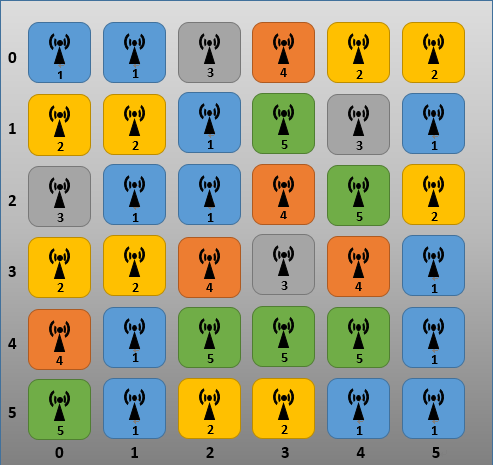 0 1 1 3 4 2 2
1 2 2 1 5 3 1
2 3 1 1 4 5 2
3 2 2 4 3 4 1
4 4 1 5 5 5 1
5 5 1 2 2 1 1
0 1 2 3 4 5